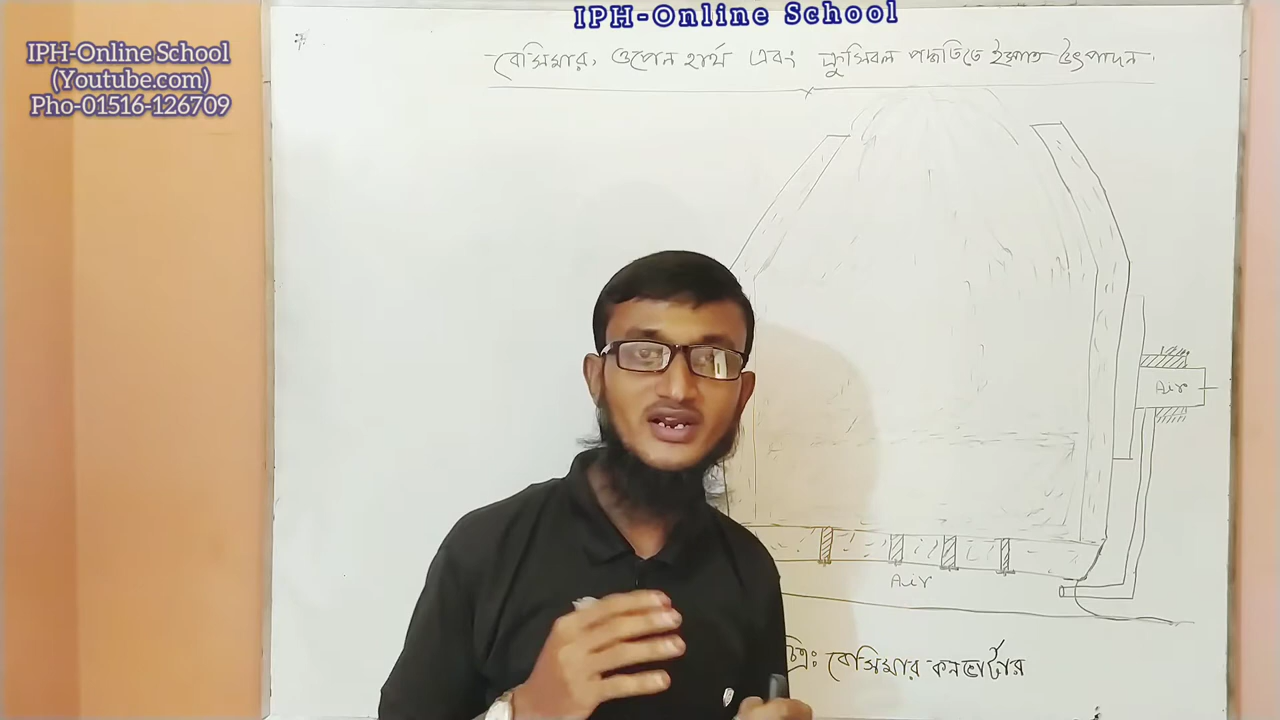 IPH-Online School
IPH-Online School
(Youtube.com)
Pho-01516-126709
বেসিমার, ওপেন হার্থ এবং ক্রুসিবল পদ্ধতিতে ইস্পাত উৎপাদন.
Air
Air
চিত্র: বেসিমার কনভার্টার